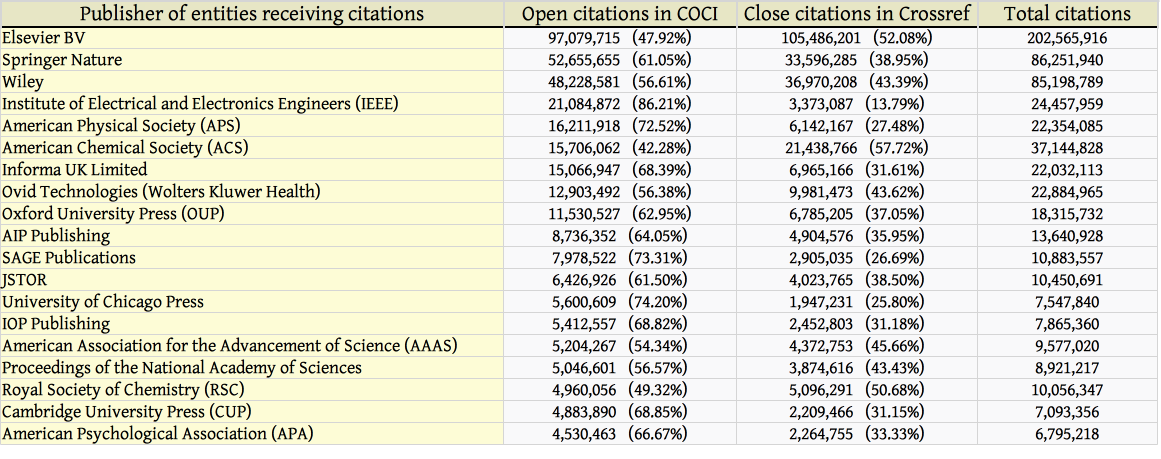 Publisher of entities receiving citations Open citations in COCI Close citations in Crossref Total citations
Elsevier BV 97,079,715 (47.92%) 105,486,201 (52.08%) 202,565,916
Springer Nature 52,655,655 (61.05%) 33,596,285 (38.95%) 86,251,940
Wiley 48,228,581 (56.61%) 36,970,208 (43.39%) 85,198,789
Institute of Electrical and Electronics Engineers (IEEE) 21,084,872 (86.21%) 3,373,087 (13.79%) 24,457,959
American Physical Society (APS) 16,211,918 (72.52%) 6,142,167 (27.48%) 22,354,085
American Chemical Society (ACS) 15,706,062 (42.28%) 21,438,766 (57.72%) 37,144,828
Informa UK Limited 15,066,947 (68.39%) 6,965,166 (31.61%) 22,032,113
Ovid Technologies (Wolters Kluwer Health) 12,903,492 (56.38%) 9,981,473 (43.62%) 22,884,965
Oxford University Press (OUP) 11,530,527 (62.95%) 6,785,205 (37.05%) 18,315,732
AIP Publishing 8,736,352 (64.05%) 4,904,576 (35.95%) 13,640,928
SAGE Publications 7,978,522 (73.31%) 2,905,035 (26.69%) 10,883,557
JSTOR 6,426,926 (61.50%) 4,023,765 (38.50%) 10,450,691
University of Chicago Press 5,600,609 (74.20%) 1,947,231 (25.80%) 7,547,840
IOP Publishing 5,412,557 (68.82%) 2,452,803 (31.18%) 7,865,360
American Association for the Advancement of Science (AAAS) 5,204,267 (54.34%) 4,372,753 (45.66%) 9,577,020
Proceedings of the National Academy of Sciences 5,046,601 (56.57%) 3,874,616 (43.43%) 8,921,217
Royal Society of Chemistry (RSC) 4,960,056 (49.32%) 5,096,291 (50.68%) 10,056,347
Cambridge University Press (CUP) 4,883,890 (68.85%) 2,209,466 (31.15%) 7,093,356
American Psychological Association (APA) 4,530,463 (66.67%) 2,264,755 (33.33%) 6,795,218